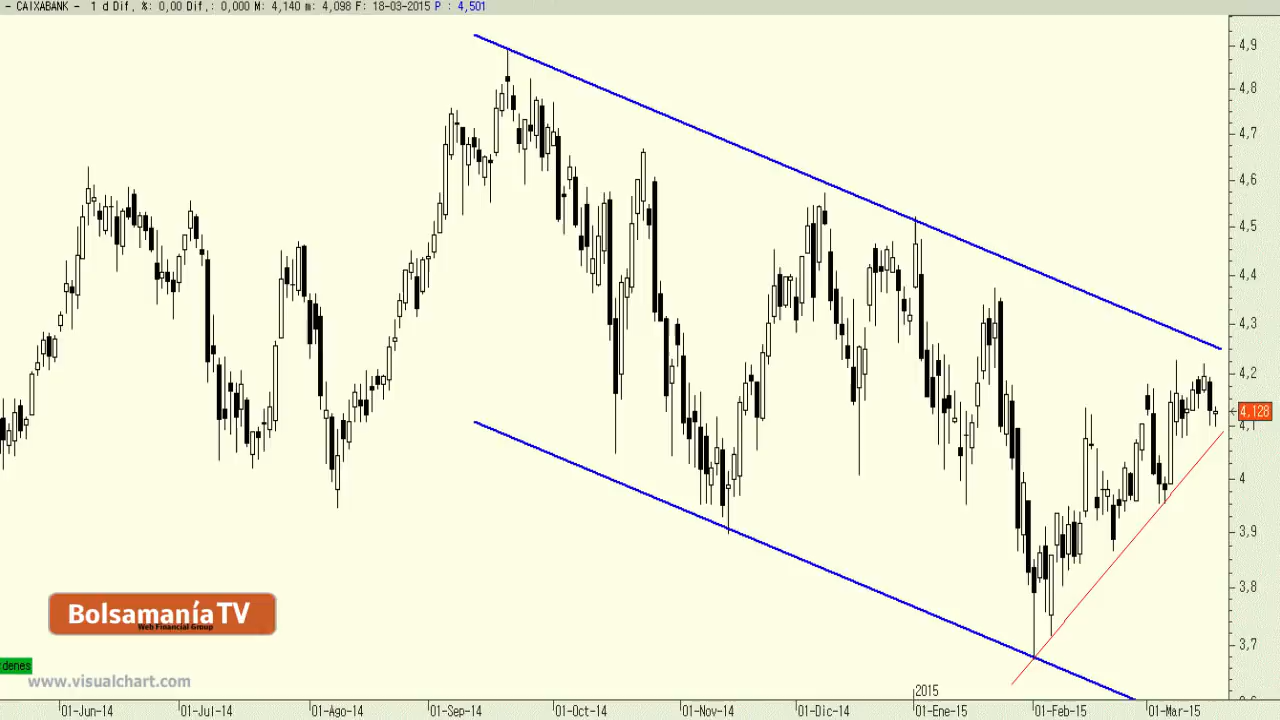 - CAIXABANK - 1 d Dif. %: 0,00 Dif.: 0,000 M: 4,140 m: 4,098 F: 18-03-2015 P : 4,501
4,9
4,8
4,7
4,6
4,5
4,4
4,3
4,2
4,128
4,1
4
3,9
3,8
3,7
Bolsamanía TV
Web Financial Group
rdenes
www.visualchart.com
2015
01-Jun-14 01-Jul-14 01-Ago-14 01-Sep-14 01-Oct-14 01-Nov-14 01-Dic-14 01-Ene-15 01-Feb-15 01-Mar-15